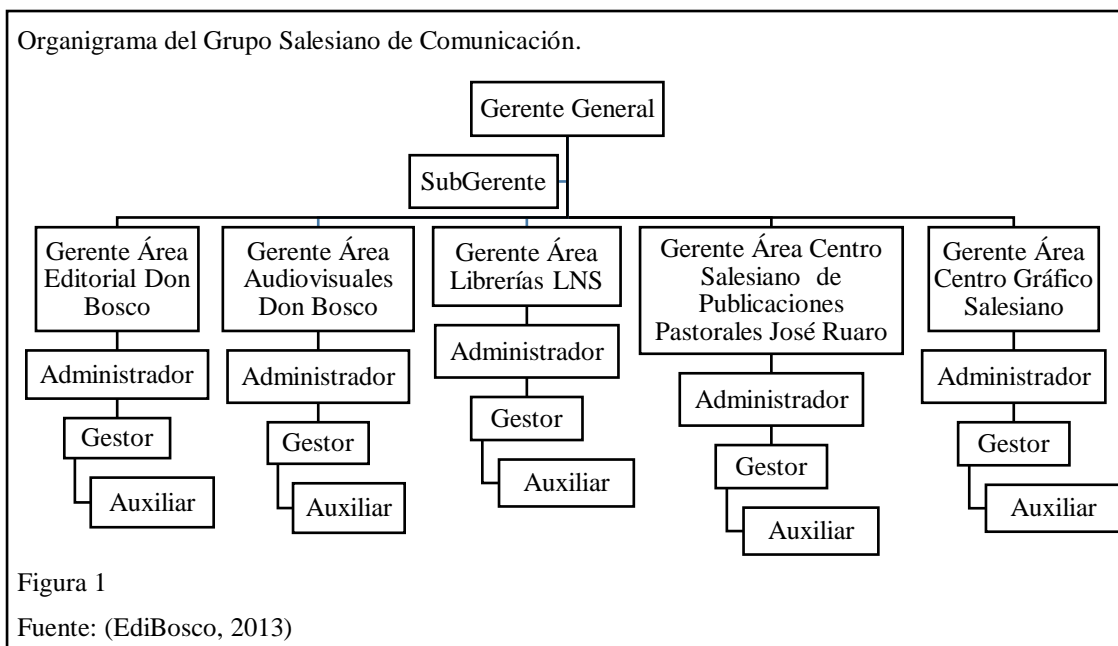 Organigrama del Grupo Salesiano de Comunicación.
Gerente General
SubGerente
Gerente Área
Editorial Don
Bosco
Administrador
Gestor
Auxiliar
Gerente Área
Audiovisuales
Don Bosco
Administrador
Gestor
Auxiliar
Gerente Área
Librerías LNS
Administrador
Gestor
Auxiliar
Gerente Área Centro
Salesiano de
Publicaciones
Pastorales José Ruaro
Administrador
Gestor
Auxiliar
Gerente Área
Centro Gráfico
Salesiano
Administrador
Gestor
Auxiliar
Figura 1
Fuente: (EdiBosco, 2013)